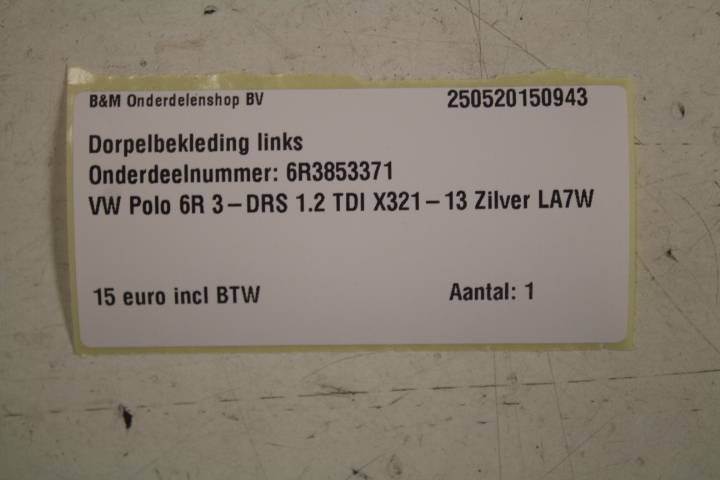 B&M Onderdelenshop BV 250520150943
Dorpelbekleding links
Onderdeelnummer: 6R3853371
VW Polo 6R 3-DRS 1.2 TDI X321-13 Zilver LA7W
15 euro incl BTW Aantal: 1